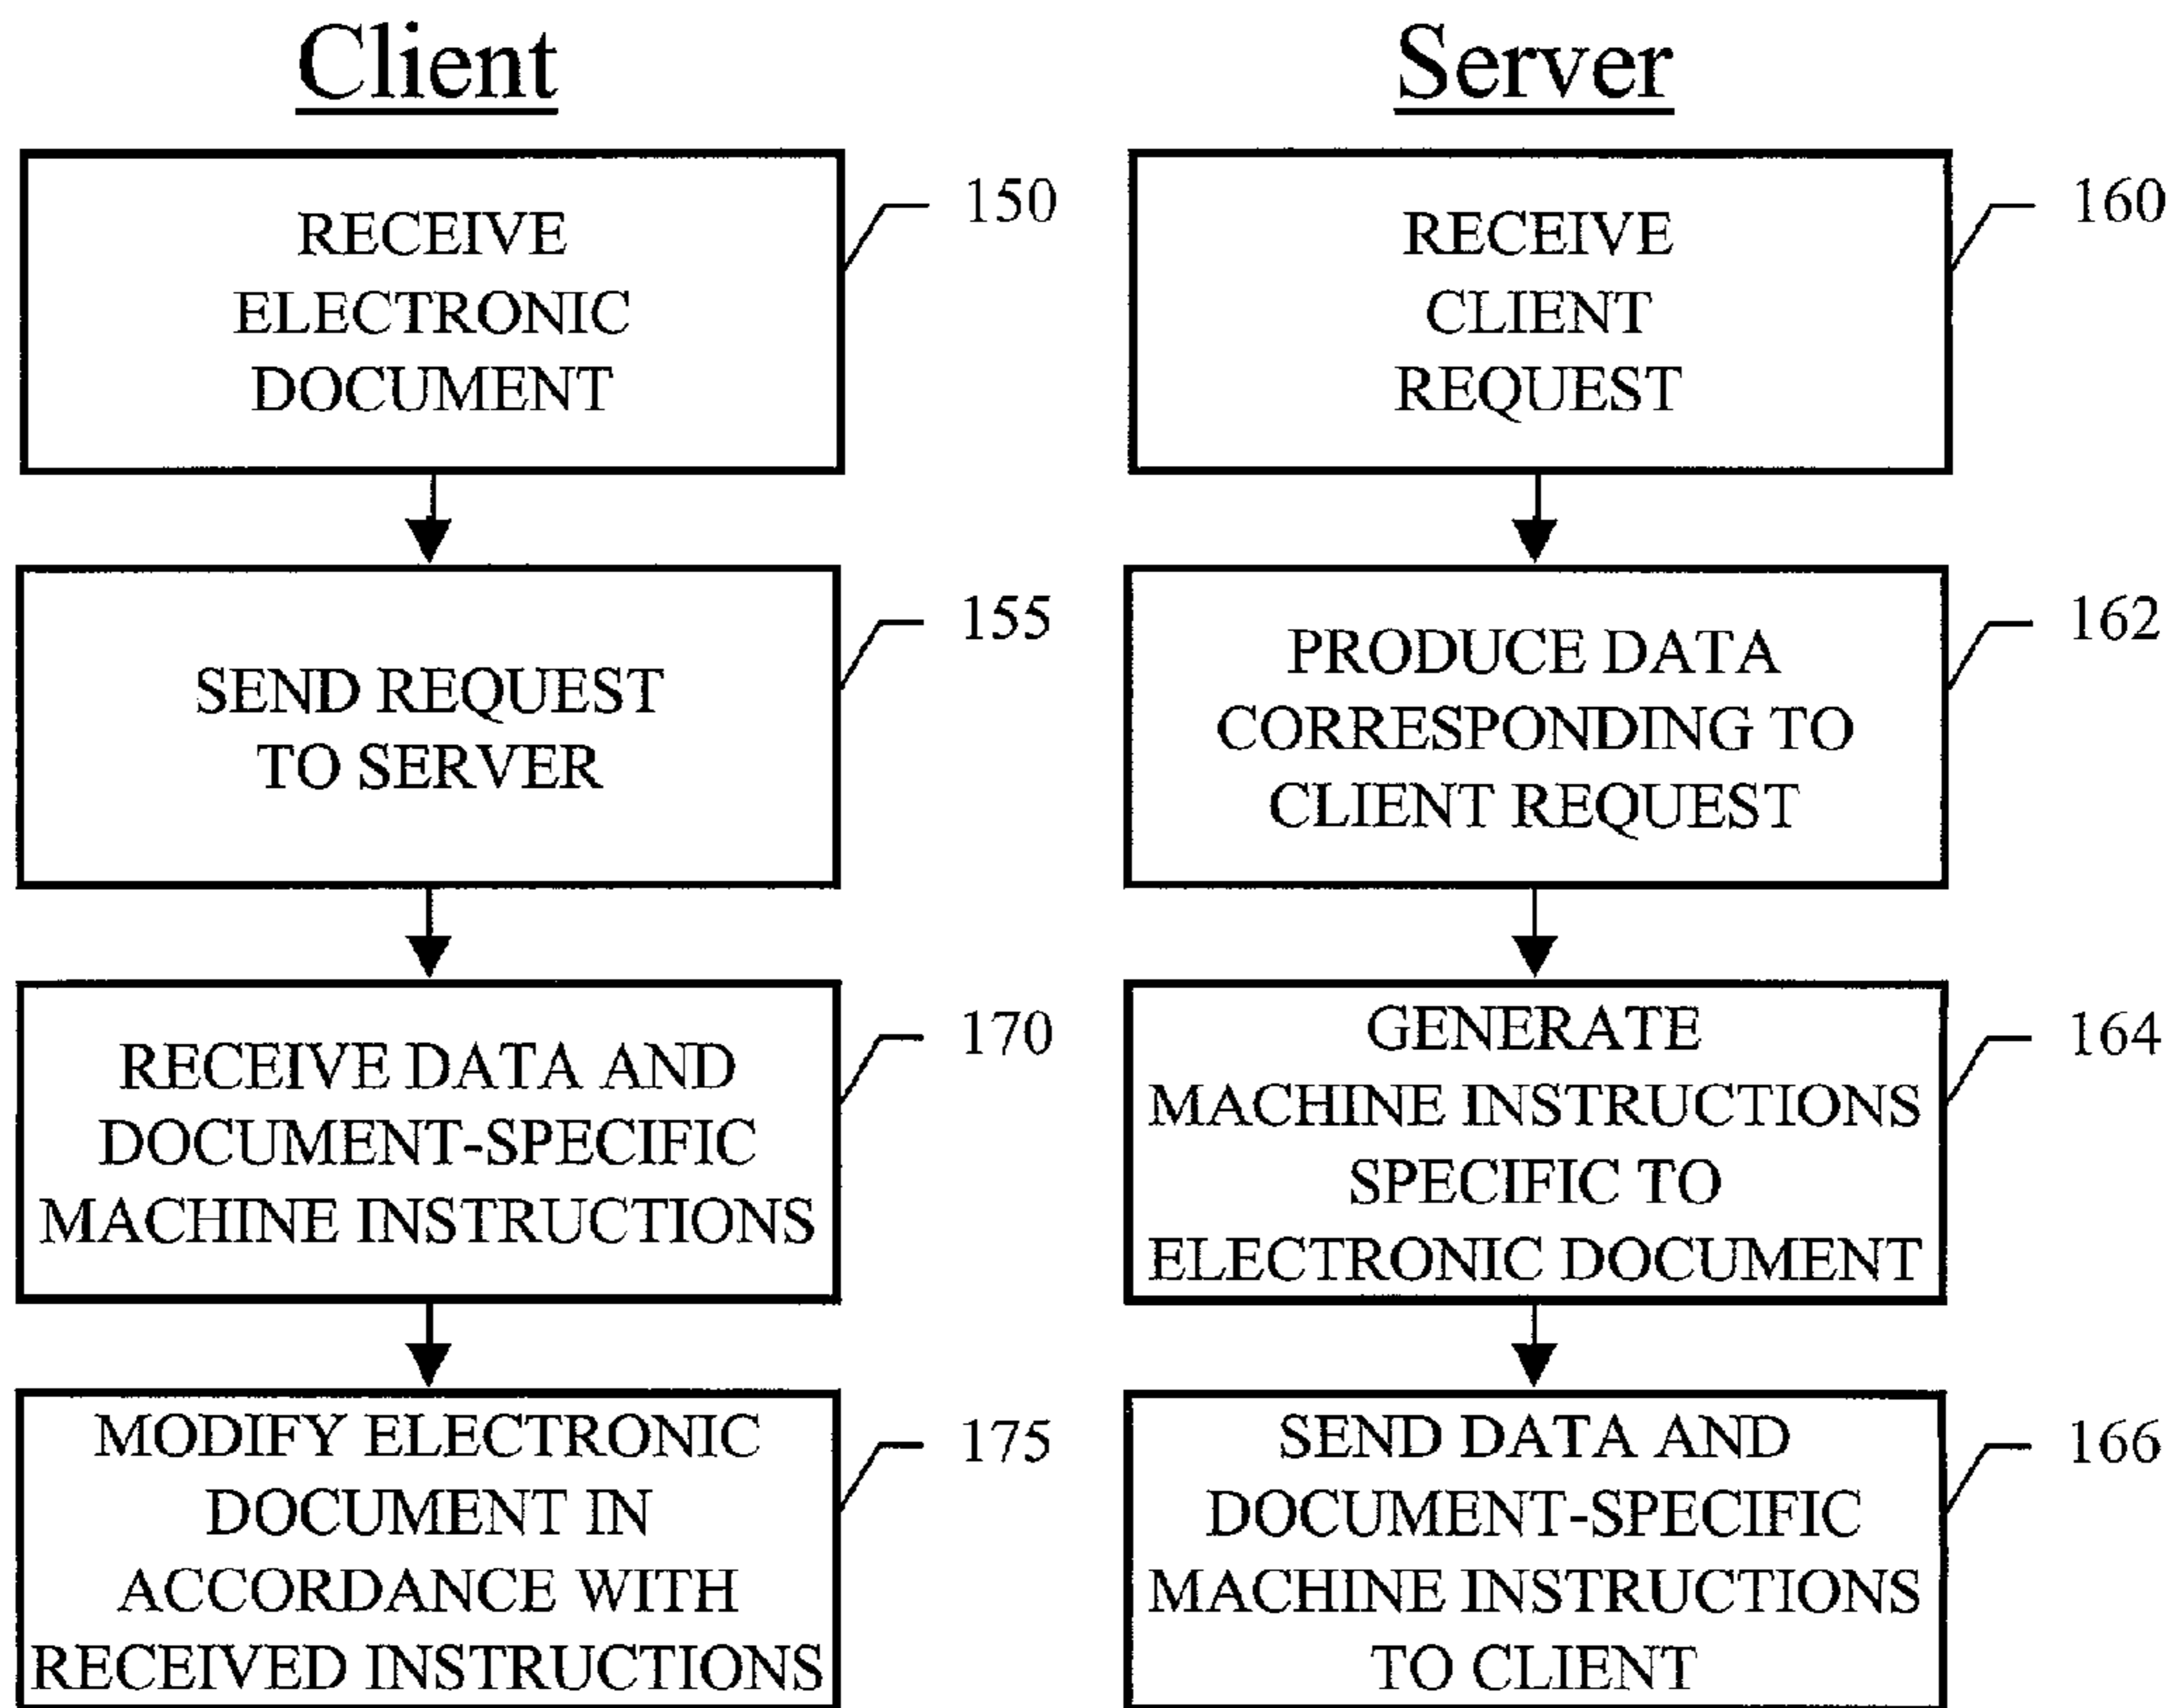 Client
RECEIVE
ELECTRONIC
DOCUMENT
150
SEND REQUEST
TO SERVER
155
RECEIVE DATA AND
DOCUMENT-SPECIFIC
MACHINE INSTRUCTIONS
170
MODIFY ELECTRONIC
DOCUMENT IN
ACCORDANCE WITH
RECEIVED INSTRUCTIONS
175
Server
RECEIVE
CLIENT
REQUEST
160
PRODUCE DATA
CORRESPONDING TO
CLIENT REQUEST
162
GENERATE
MACHINE INSTRUCTIONS
SPECIFIC TO
ELECTRONIC DOCUMENT
164
SEND DATA AND
DOCUMENT-SPECIFIC
MACHINE INSTRUCTIONS
TO CLIENT
166